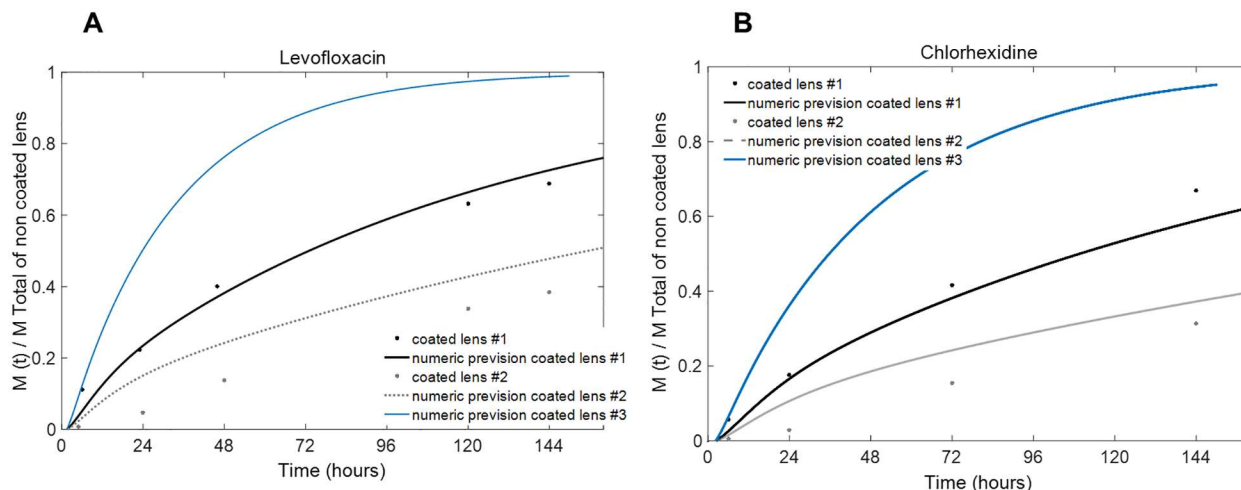 A
Levofloxacin
M (t) / M Total of non coated lens
1
0.8
0.6
0.4
0.2
0
coated lens #1
numeric prevision coated lens #1
coated lens #2
numeric prevision coated lens #2
numeric prevision coated lens #3
0 24 48 72 96 120 144
Time (hours)
B
Chlorhexidine
M (t) / M Total of non coated lens
1
0.8
0.6
0.4
0.2
0
coated lens #1
numeric prevision coated lens #1
coated lens #2
numeric prevision coated lens #2
numeric prevision coated lens #3
0 24 48 72 96 120 144
Time (hours)